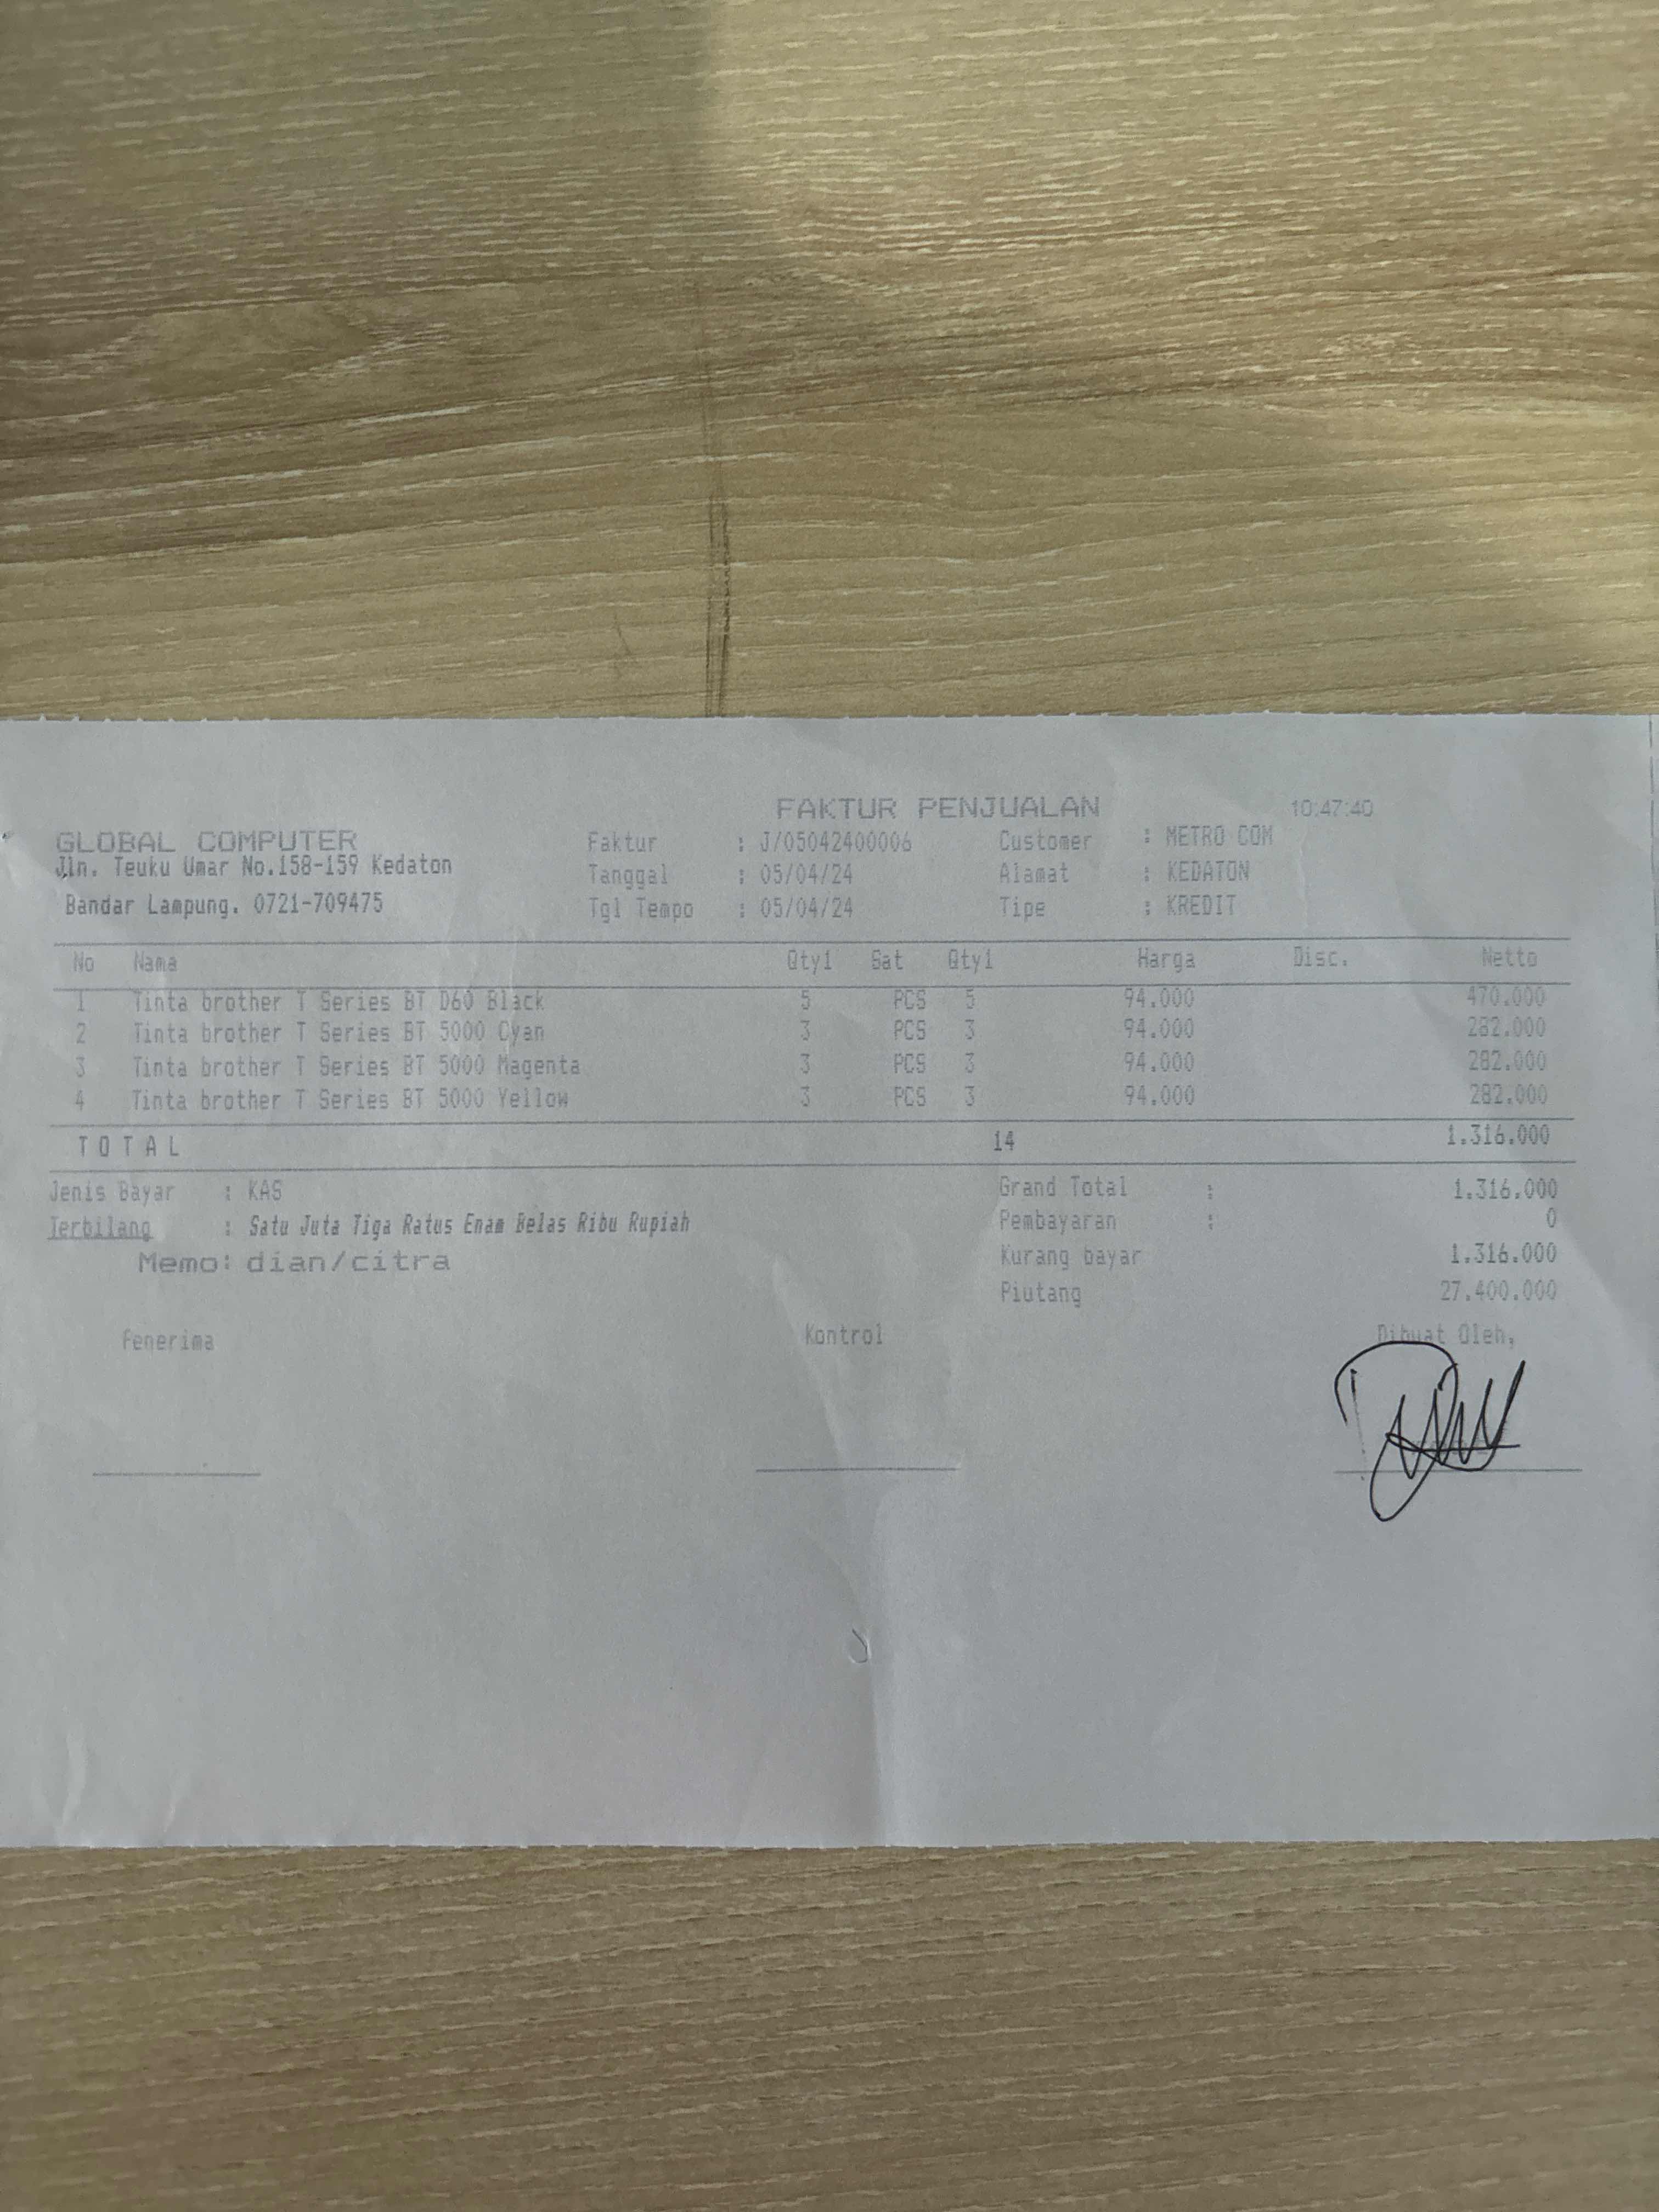 FAKTUR PENJUALAN 10:47:40
GLOBAL COMPUTER Faktur : J/05042400006 Customer : METRO COM
Jln. Teuku Umar No.158-159 Kedaton Tanggal : 05/04/24 Alamat : KEDATON
Bandar Lampung. 0721-709475 Tgl Tempo : 05/04/24 Tipe : KREDIT
No Nama Qty1 Sat Qty1 Harga Disc. Netto
1 Tinta brother T Series BT D60 Black 5 PCS 5 94.000 470.000
2 Tinta brother T Series BT 5000 Cyan 3 PCS 3 94.000 282.000
3 Tinta brother T Series BT 5000 Magenta 3 PCS 3 94.000 282.000
4 Tinta brother T Series BT 5000 Yellow 3 PCS 3 94.000 282.000
T O T A L 14 1.316.000
Jenis Bayar : KAS Grand Total : 1.316.000
Terbilang : Satu Juta Tiga Ratus Enam Belas Ribu Rupiah Pembayaran : 0
Memo: dian/citra Kurang bayar 1.316.000
Piutang 27.400.000
Penerima Kontrol Dibuat Oleh,